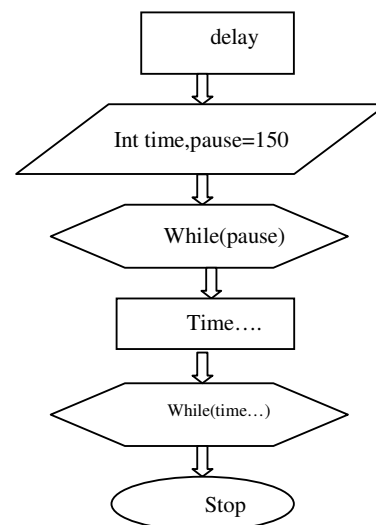 delay
Int time,pause=150
While(pause)
Time….
While(time…)
Stop